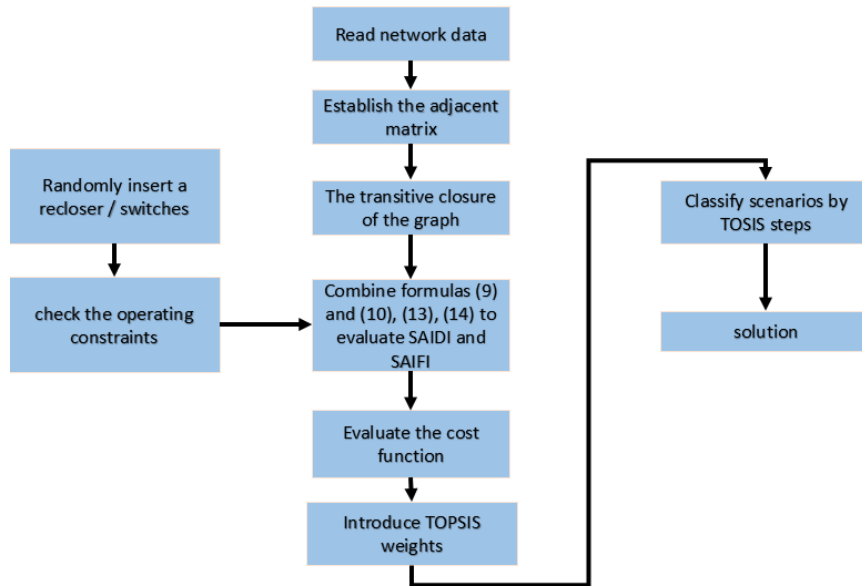 Read network data
Establish the adjacent
matrix
Randomly insert a
recloser / switches
The transitive closure
of the graph
Classify scenarios by
TOSIS steps
check the operating
constraints
Combine formulas (9)
and (10), (13), (14) to
evaluate SAIDI and
SAIFI
solution
Evaluate the cost
function
Introduce TOPSIS
weights